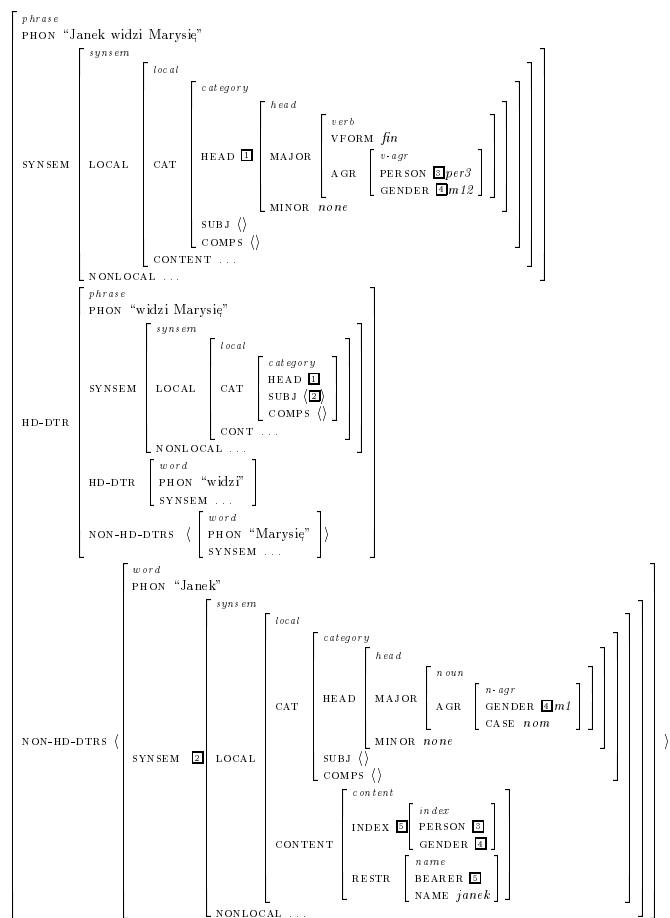 phrase
PHON “Janek widzi Marysię”
synsem
local
category
head
verb
VFORM fin
HEAD 1 MAJOR
v-agr
SYNSEM LOCAL CAT AGR PERSON 3 per3
GENDER 4 m12
MINOR none
SUBJ ⟨⟩
COMPS ⟨⟩
CONTENT ...
NONLOCAL ...
phrase
PHON “widzi Marysię”
synsem
local
category
HEAD 1
SYNSEM LOCAL CAT SUBJ ⟨2⟩
COMPS ⟨⟩
HD-DTR
CONT ...
NONLOCAL ...
word
HD-DTR PHON “widzi”
SYNSEM ...
word
NON-HD-DTRS ⟨ PHON “Marysię” ⟩
SYNSEM ...
word
PHON “Janek”
synsem
local
category
head
noun
n-agr
HEAD MAJOR AGR GENDER 4 m1
CAT CASE nom
MINOR none
NON-HD-DTRS ⟨ SYNSEM 2 LOCAL SUBJ ⟨⟩ ⟩
COMPS ⟨⟩
content
index
INDEX 5 PERSON 3
GENDER 4
CONTENT
name
RESTR BEARER 5
NAME janek
NONLOCAL ...